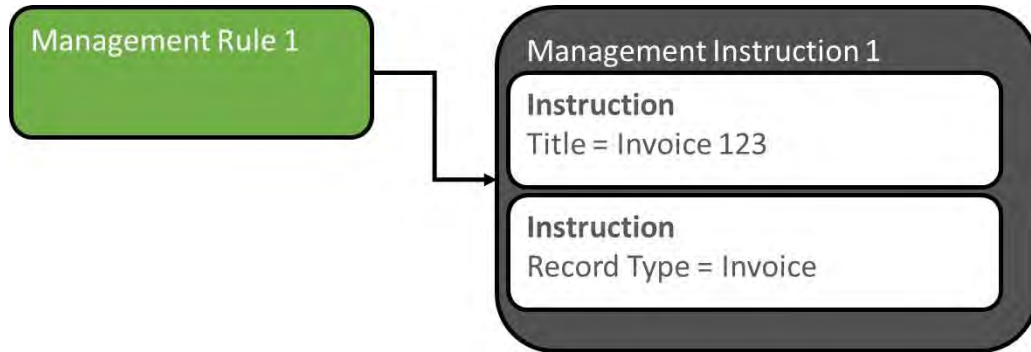 Management Rule 1
Management Instruction 1
Instruction
Title = Invoice 123
Instruction
Record Type = Invoice